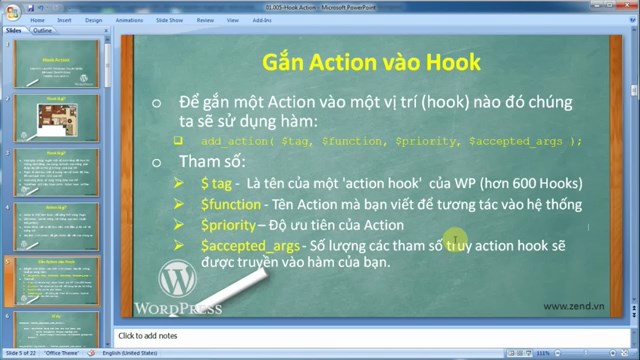 01.005-Hook Action - Microsoft PowerPoint
Home Insert Design Animations Slide Show Review View Add-Ins
Slides Outline
Gắn Action vào Hook
Để gắn một Action vào một vị trí (hook) nào đó chúng
ta sẽ sử dụng hàm:
add_action( $tag, $function, $priority, $accepted_args );
Tham số:
$ tag - Là tên của một 'action hook' của WP (hơn 600 Hooks)
$function - Tên Action mà bạn viết để tương tác vào hệ thống
$priority – Độ ưu tiên của Action
$accepted_args - Số lượng các tham số truy action hook sẽ
được truyền vào hàm của bạn.
WORDPRESS
www.zend.vn
Click to add notes
Slide 5 of 22 "Office Theme" English (United States) 111%